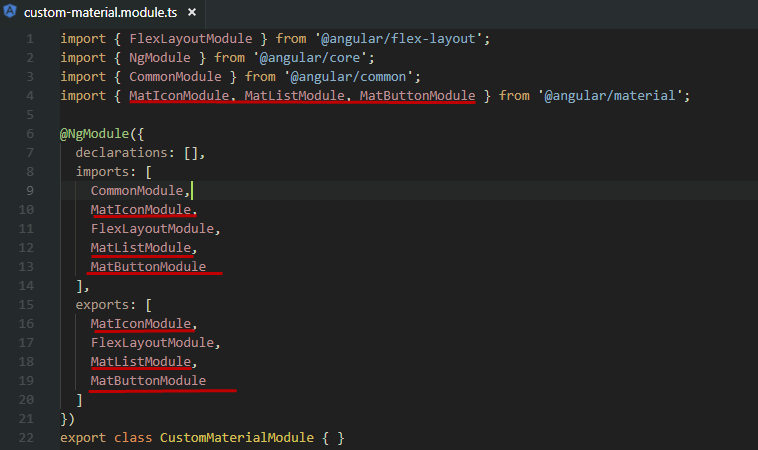 custom-material.module.ts ×
1 import { FlexLayoutModule } from '@angular/flex-layout';
2 import { NgModule } from '@angular/core';
3 import { CommonModule } from '@angular/common';
4 import { MatIconModule, MatListModule, MatButtonModule } from '@angular/material';
5
6 @NgModule({
7   declarations: [],
8   imports: [
9     CommonModule,
10     MatIconModule,
11     FlexLayoutModule,
12     MatListModule,
13     MatButtonModule
14   ],
15   exports: [
16     MatIconModule,
17     FlexLayoutModule,
18     MatListModule,
19     MatButtonModule
20   ]
21 })
22 export class CustomMaterialModule { }